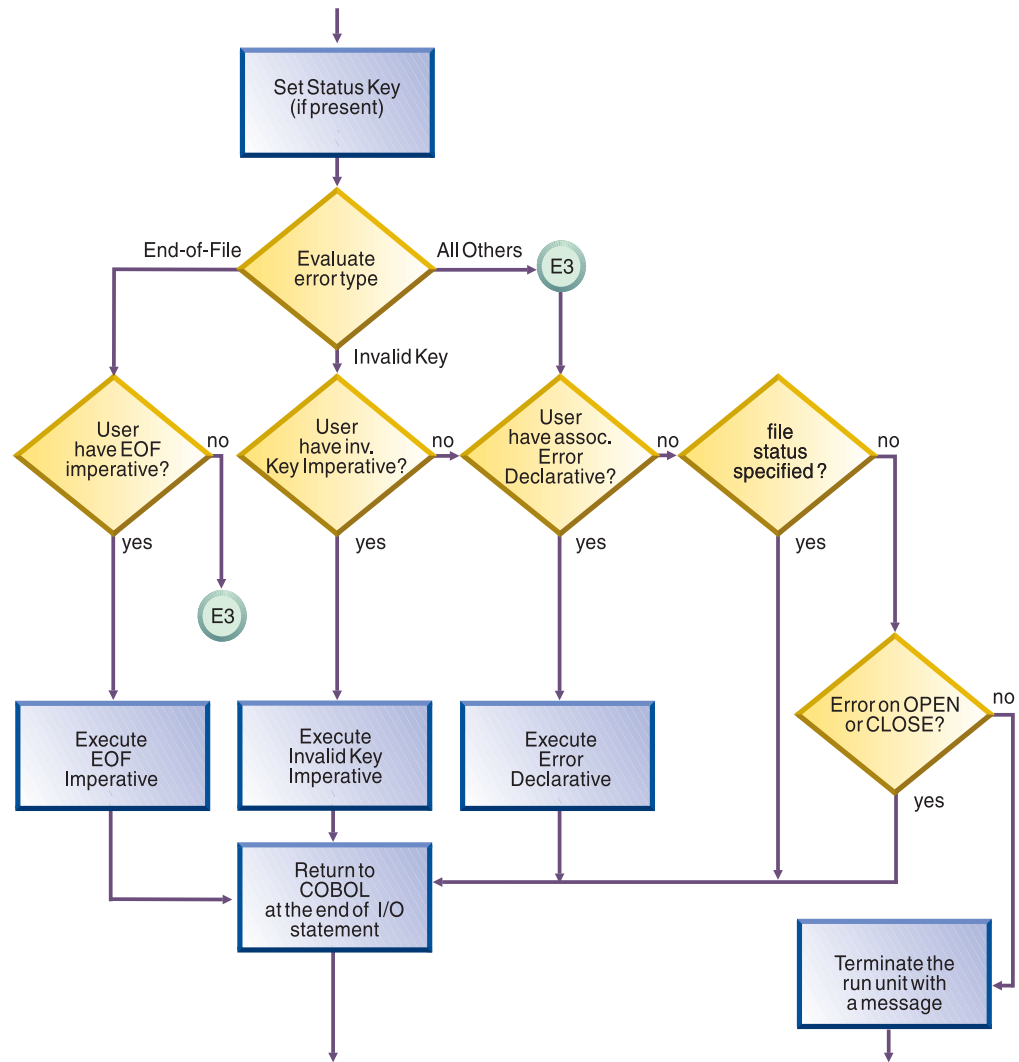 Set Status Key
(if present)
End-of-File
All Others
Evaluate
error type
E3
Invalid Key
User
have EOF
imperative?
no
User
have inv.
Key Imperative?
no
User
have assoc.
Error
Declarative?
no
file
status
specified ?
no
yes
yes
yes
yes
E3
Error on OPEN
or CLOSE?
no
yes
Execute
EOF
Imperative
Execute
Invalid Key
Imperative
Execute
Error
Declarative
Return to
COBOL
at the end of I/O
statement
Terminate the
run unit with
a message